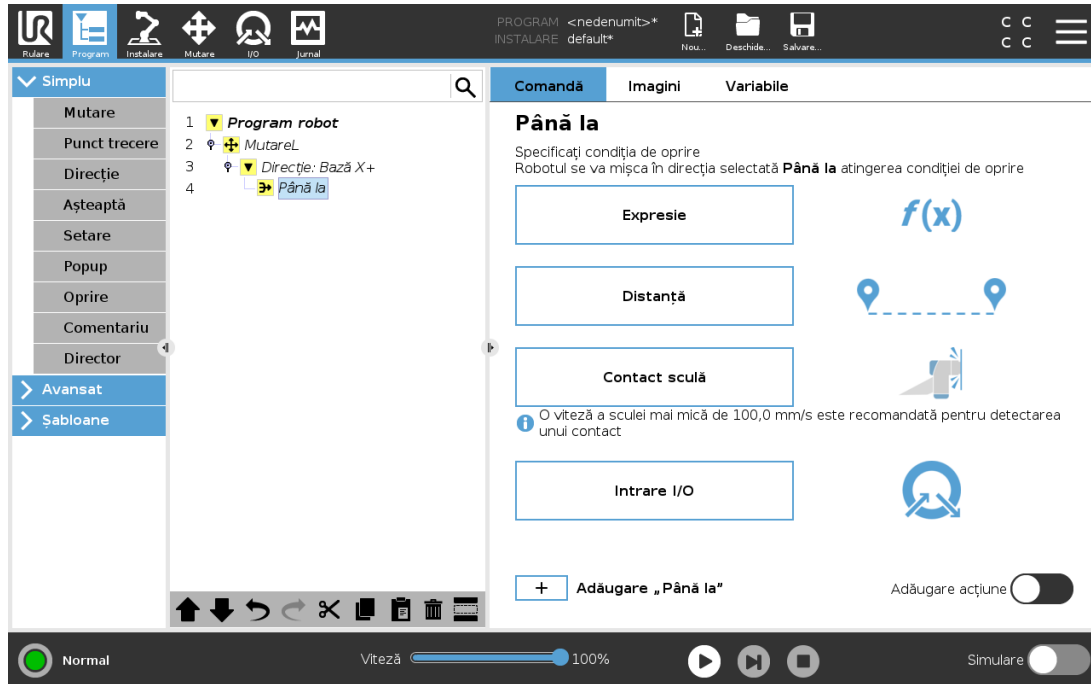 UR
Rulare
Program
Instalare
Mutare
I/O
Jurnal
PROGRAM <nedenumit>*
INSTALARE default*
Nou...
Deschide...
Salvare...
C C
C C
Simplu
Mutare
Punct trecere
Direcție
Așteaptă
Setare
Popup
Oprire
Comentariu
Director
Avansat
Șabloane
1 Program robot
2 MutareL
3 Direcție: Bază X+
4 Până la
Comandă
Imagini
Variabile
Până la
Specificați condiția de oprire
Robotul se va mișca în direcția selectată Până la atingerea condiției de oprire
Expresie
f(x)
Distanță
Contact sculă
O viteză a sculei mai mică de 100,0 mm/s este recomandată pentru detectarea
unui contact
Intrare I/O
+ Adăugare „Până la”
Adăugare acțiune
Normal
Viteză
100%
Simulare